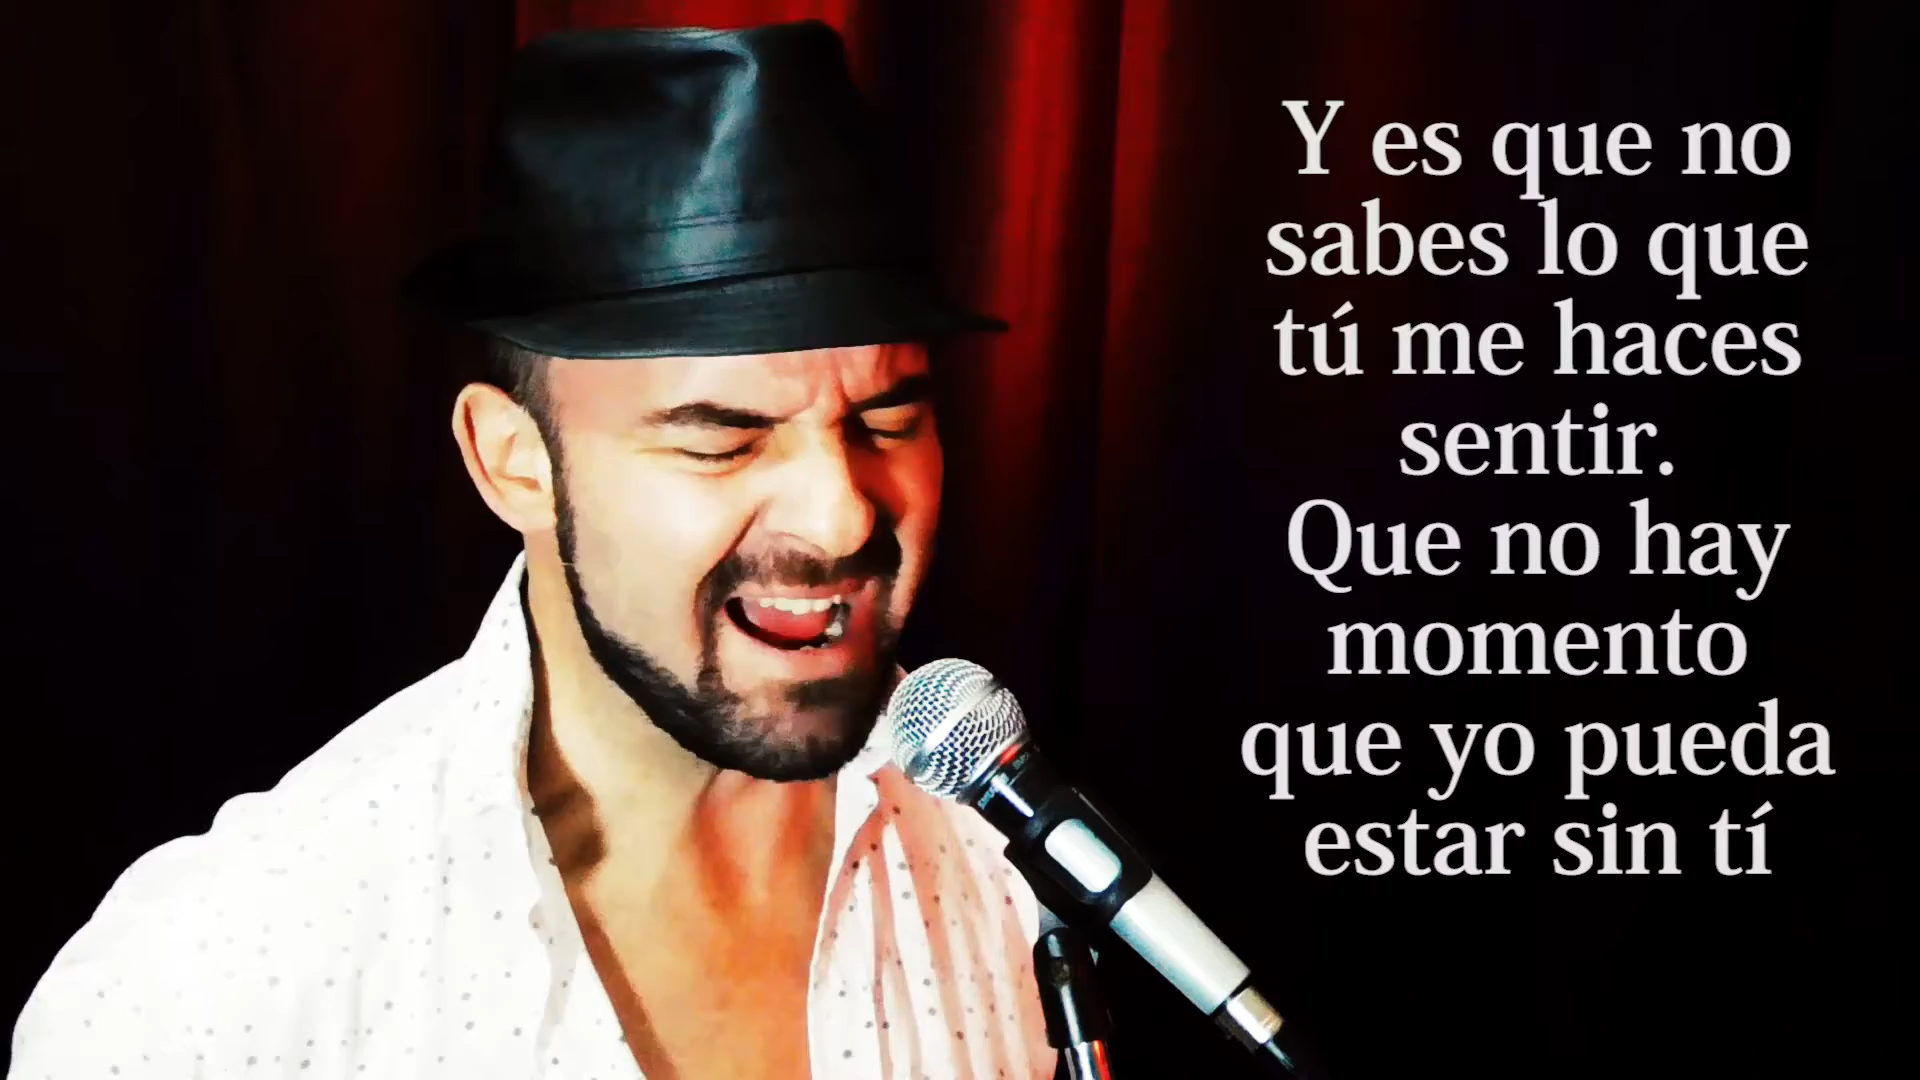 Y es que no
sabes lo que
tú me haces
sentir.
Que no hay
momento
que yo pueda
estar sin tí